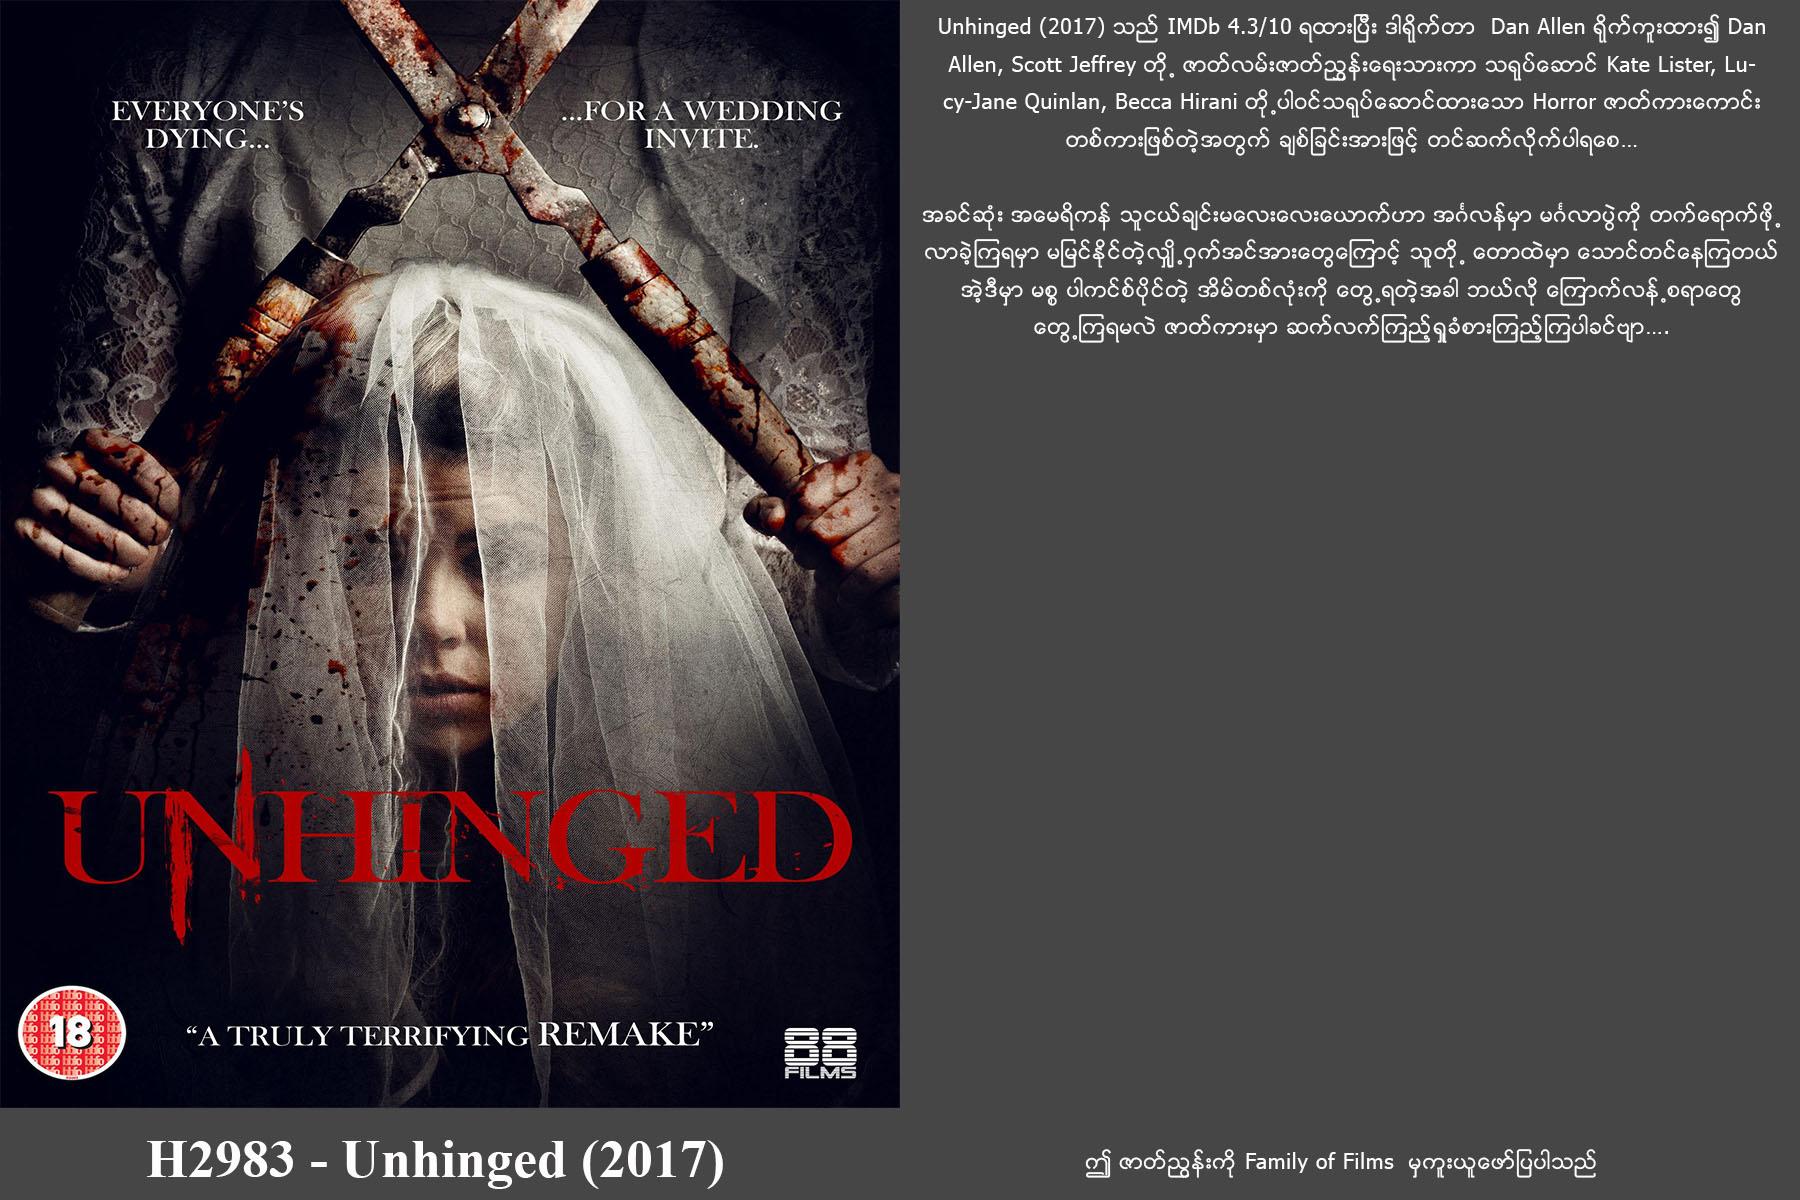 EVERYONE'S
DYING...
...FOR A WEDDING
INVITE.
UNHINGED
18
"A TRULY TERRIFYING REMAKE"
88
FILMS
H2983 - Unhinged (2017)
Unhinged (2017) သည် IMDb 4.3/10 ရထားပြီး ဒါရိုက်တာ Dan Allen ရိုက်ကူးထား၍ Dan
Allen, Scott Jeffrey တို့ ဇာတ်လမ်းဇာတ်ညွှန်းရေးသားကာ သရုပ်ဆောင် Kate Lister, Lu-
cy-Jane Quinlan, Becca Hirani တို့ပါဝင်သရုပ်ဆောင်ထားသော Horror ဇာတ်ကားကောင်း
တစ်ကားဖြစ်တဲ့အတွက် ချစ်ခြင်းအားဖြင့် တင်ဆက်လိုက်ပါရစေ...
အခင်ဆုံး အမေရိကန် သူငယ်ချင်းမလေးလေးယောက်ဟာ အင်္ဂလန်မှာ မင်္ဂလာပွဲကို တက်ရောက်ဖို့
လာခဲ့ကြရမှာ မမြင်နိုင်တဲ့လျှို့ဝှက်အင်အားတွေကြောင့် သူတို့ တောထဲမှာ သောင်တင်နေကြတယ်
အဲ့ဒီမှာ မစ္စ ပါကင်စ်ပိုင်တဲ့ အိမ်တစ်လုံးကို တွေ့ရတဲ့အခါ ဘယ်လို ကြောက်လန့်စရာတွေ
တွေ့ကြရမလဲ ဇာတ်ကားမှာ ဆက်လက်ကြည့်ရှုခံစားကြည့်ကြပါခင်ဗျာ....
ဤ ဇာတ်ညွှန်းကို Family of Films မှကူးယူဖော်ပြပါသည်